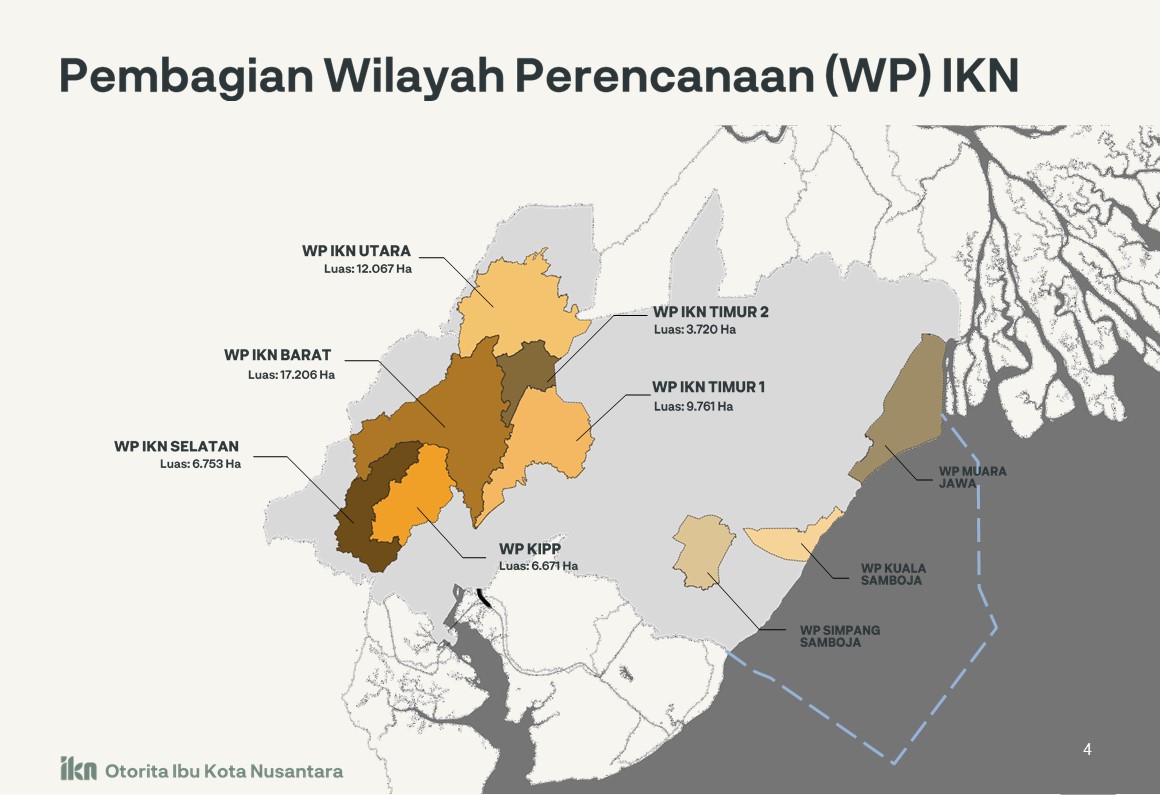 Pembagian Wilayah Perencanaan (WP) IKN
WP IKN UTARA
Luas: 12.067 Ha
WP IKN TIMUR 2
Luas: 3.720 Ha
WP IKN BARAT
Luas: 17.206 Ha
WP IKN TIMUR 1
Luas: 9.761 Ha
WP IKN SELATAN
Luas: 6.753 Ha
WP MUARA
JAWA
WP KIPP
Luas: 6.671 Ha
WP KUALA
SAMBOJA
WP SIMPANG
SAMBOJA
4
ikn Otorita Ibu Kota Nusantara